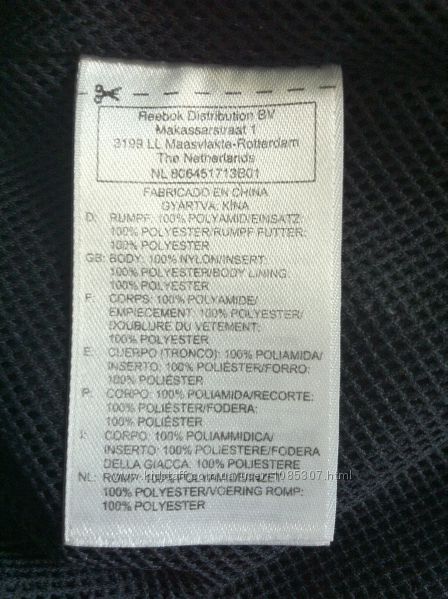 Reebok Distribution BV
Makassarstraat 1
3199 LL Maasvlakte-Rotterdam
The Netherlands
NL 806451713B01
FABRICADO EN CHINA
GYÁRTVA: KÍNA
D: RUMPF: 100% POLYAMID/EINSATZ:
100% POLYESTER/RUMPF FUTTER:
100% POLYESTER
GB: BODY: 100% NYLON/INSERT:
100% POLYESTER/BODY LINING:
100% POLYESTER
F: CORPS: 100% POLYAMIDE/
EMPIECEMENT: 100% POLYESTER/
DOUBLURE DU VETEMENT:
100% POLYESTER
E: CUERPO (TRONCO): 100% POLIAMIDA/
INSERTO: 100% POLIÉSTER/FORRO:
100% POLIÉSTER
P: CORPO: 100% POLIAMIDA/RECORTE:
100% POLIÉSTER/FODERA:
100% POLIÉSTER
I: CORPO: 100% POLIAMMIDICA/
INSERTO: 100% POLIESTERE/FODERA
DELLA GIACCA: 100% POLIESTERE
NL: ROMP: 100%
100% POLYESTER/VOERING ROMP:
100% POLYESTER